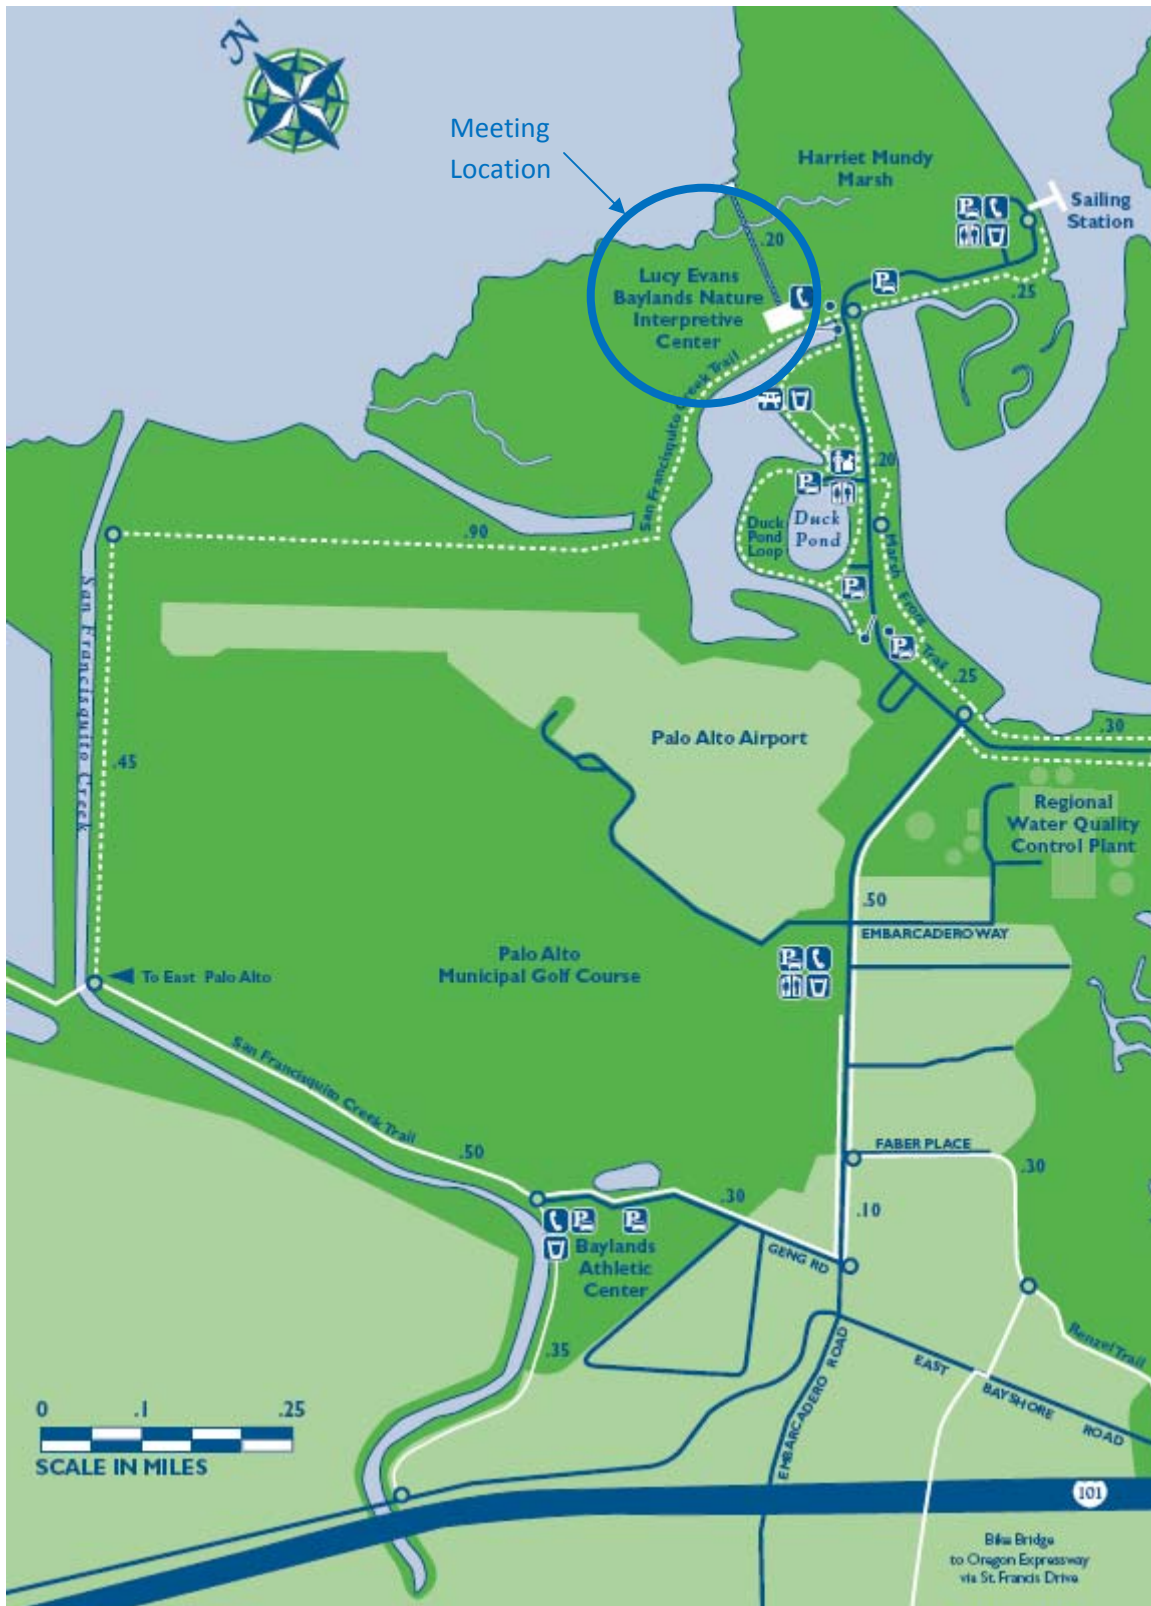 N
Meeting
Location
Harriet Mundy
Marsh
Sailing
Station
.20
Lucy Evans
Baylands Nature
Interpretive
Center
.25
San Francisquito Creek Trail
.20
.90
Duck
Pond
Loop
Duck
Pond
Marsh Front Trail
.25
San Francisquito Creek
.45
Palo Alto Airport
.30
Regional
Water Quality
Control Plant
.50
EMBARCADERO WAY
Palo Alto
Municipal Golf Course
To East Palo Alto
San Francisquito Creek Trail
.50
FABER PLACE
.30
.30
.10
GENG RD
Baylands
Athletic
Center
.35
Renzel Trail
EMBARCADERO ROAD
EAST BAYSHORE ROAD
0 .1 .25
SCALE IN MILES
101
Bike Bridge
to Oregon Expressway
via St. Francis Drive
P
P
P
P
P
P
P
P
P